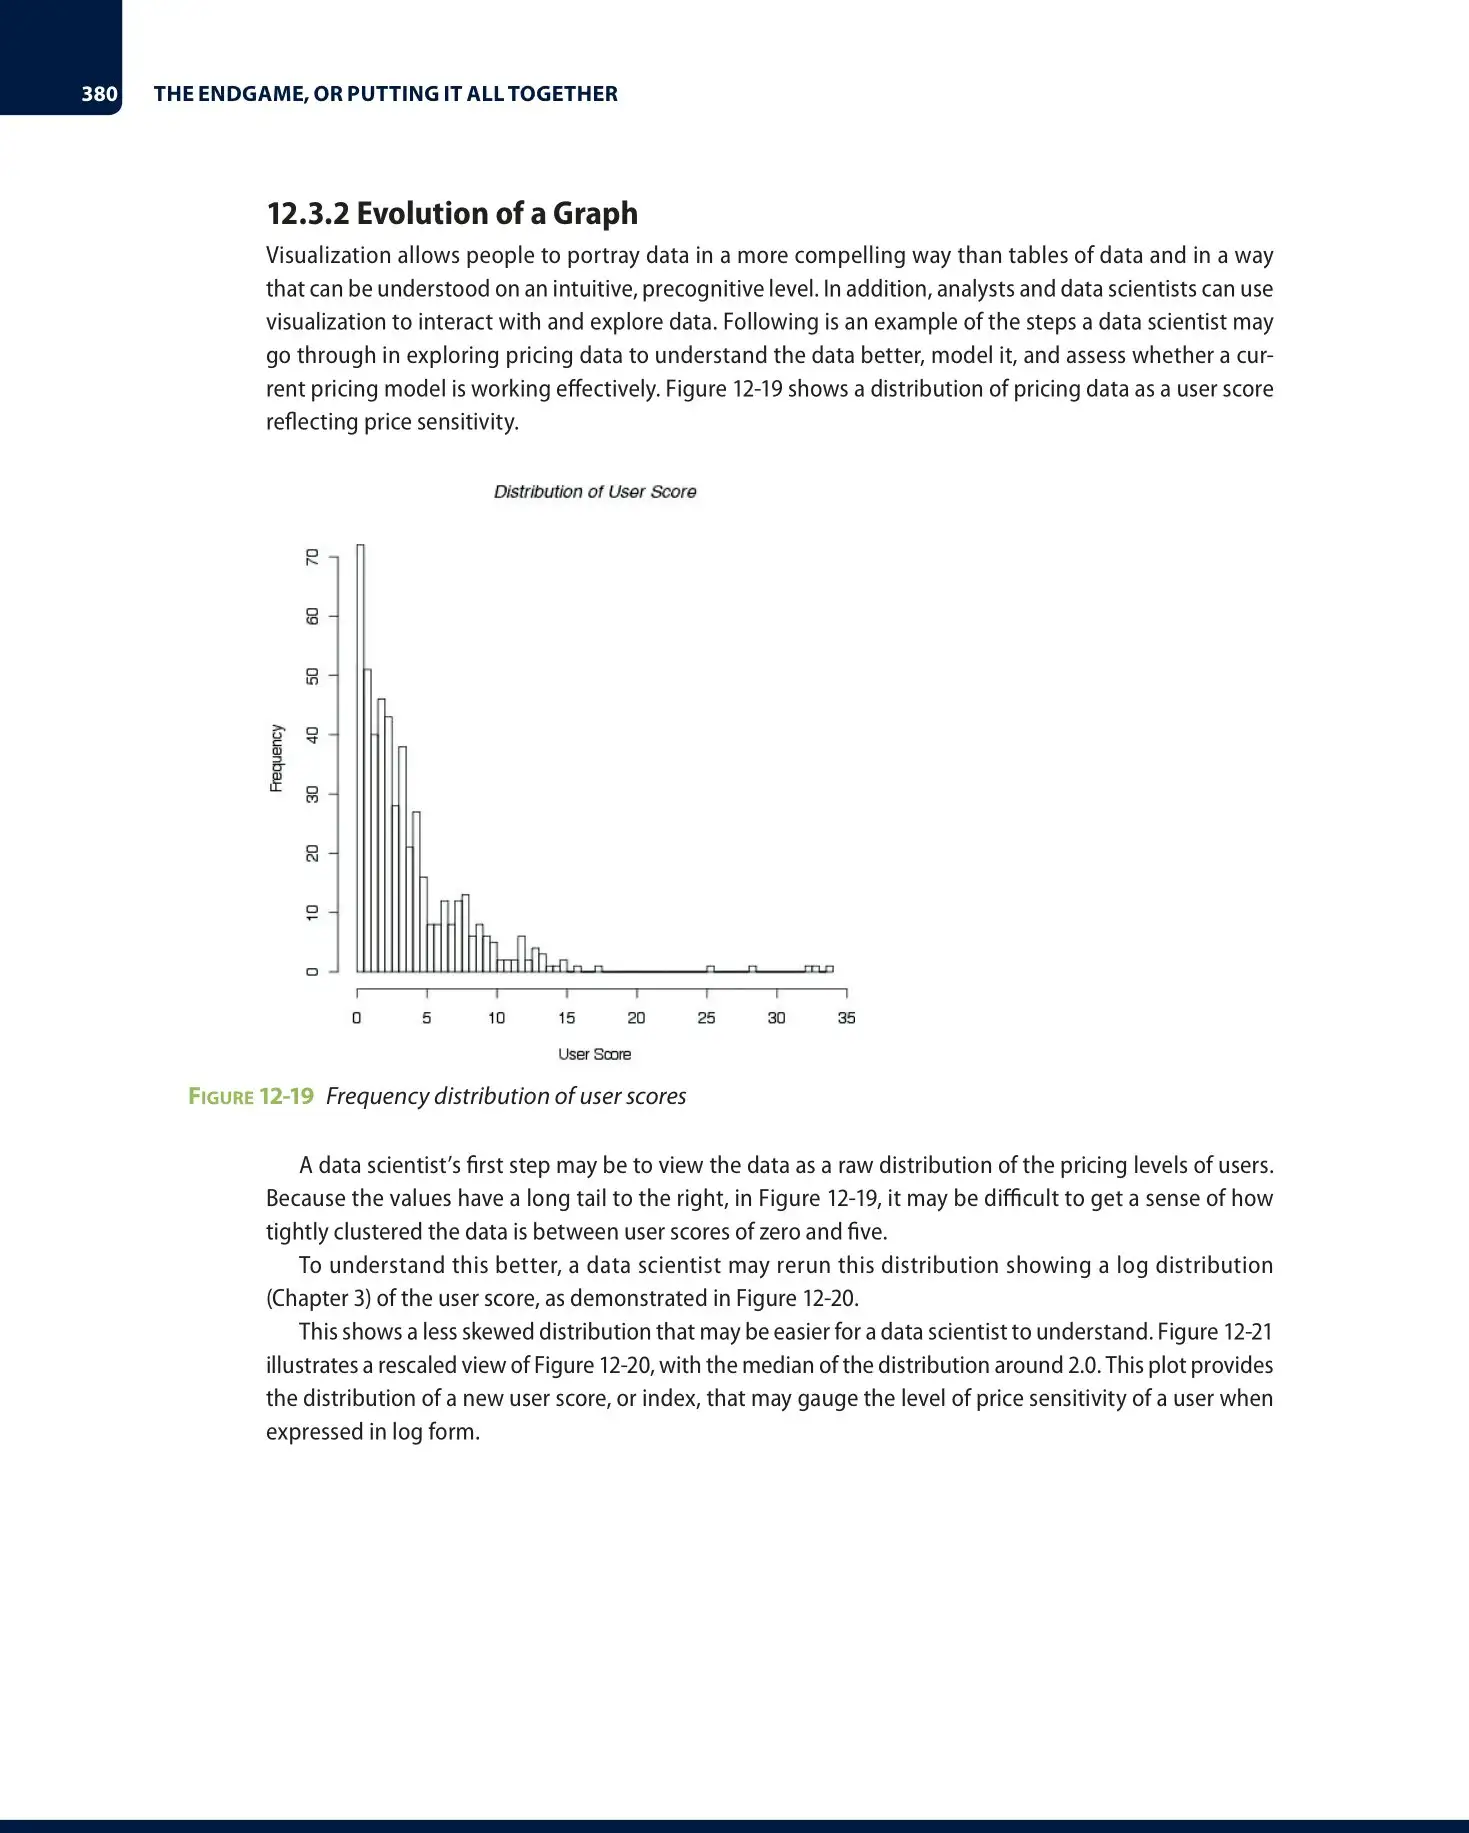 380 THE ENDGAME, OR PUTTING IT ALL TOGETHER
12.3.2 Evolution of a Graph
Visualization allows people to portray data in a more compelling way than tables of data and in a way
that can be understood on an intuitive, precognitive level. In addition, analysts and data scientists can use
visualization to interact with and explore data. Following is an example of the steps a data scientist may
go through in exploring pricing data to understand the data better, model it, and assess whether a cur-
rent pricing model is working effectively. Figure 12-19 shows a distribution of pricing data as a user score
reflecting price sensitivity.
Distribution of User Score
Frequency
70
60
50
40
30
20
10
0
0 5 10 15 20 25 30 35
User Score
FIGURE 12-19 Frequency distribution of user scores
A data scientist’s first step may be to view the data as a raw distribution of the pricing levels of users.
Because the values have a long tail to the right, in Figure 12-19, it may be difficult to get a sense of how
tightly clustered the data is between user scores of zero and five.
To understand this better, a data scientist may rerun this distribution showing a log distribution
(Chapter 3) of the user score, as demonstrated in Figure 12-20.
This shows a less skewed distribution that may be easier for a data scientist to understand. Figure 12-21
illustrates a rescaled view of Figure 12-20, with the median of the distribution around 2.0. This plot provides
the distribution of a new user score, or index, that may gauge the level of price sensitivity of a user when
expressed in log form.